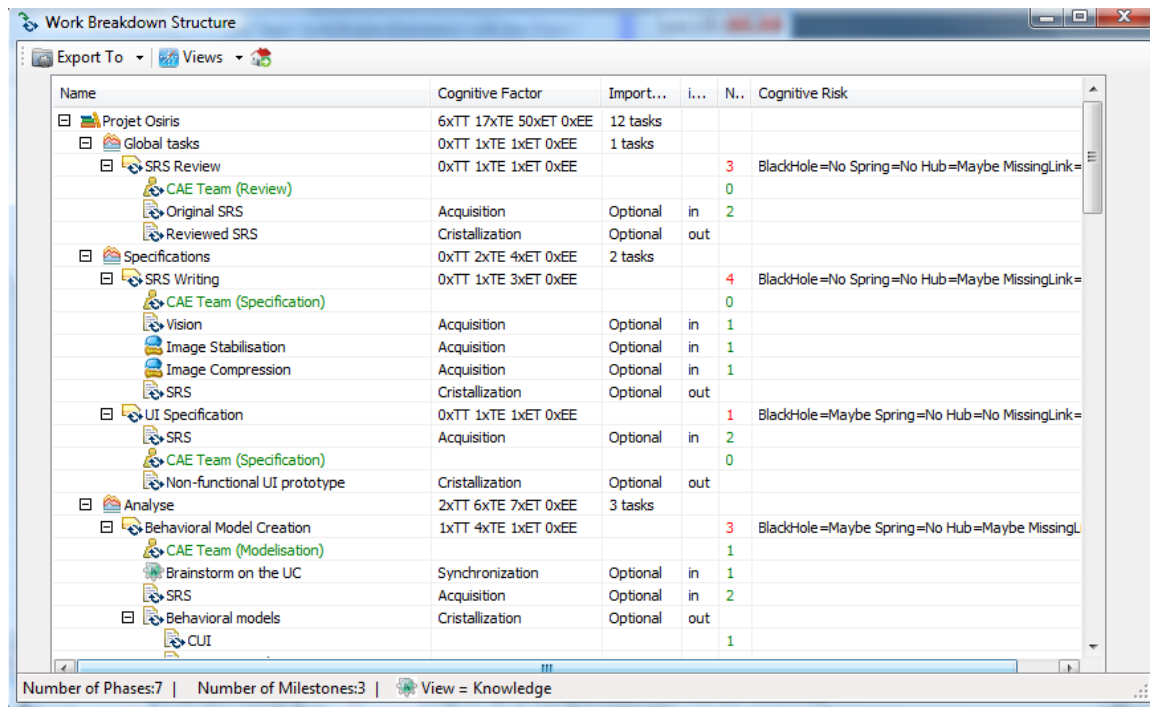 Work Breakdown Structure
Export To Views
Name Cognitive Factor Import... i... N.. Cognitive Risk
Projet Osiris 6xTT 17xTE 50xET 0xEE 12 tasks
Global tasks 0xTT 1xTE 1xET 0xEE 1 tasks
SRS Review 0xTT 1xTE 1xET 0xEE 3 BlackHole=No Spring=No Hub=Maybe MissingLink=
CAE Team (Review) 0
Original SRS Acquisition Optional in 2
Reviewed SRS Cristallization Optional out
Specifications 0xTT 2xTE 4xET 0xEE 2 tasks
SRS Writing 0xTT 1xTE 3xET 0xEE 4 BlackHole=No Spring=No Hub=Maybe MissingLink=
CAE Team (Specification) 0
Vision Acquisition Optional in 1
Image Stabilisation Acquisition Optional in 1
Image Compression Acquisition Optional in 1
SRS Cristallization Optional out
UI Specification 0xTT 1xTE 1xET 0xEE 1 BlackHole=Maybe Spring=No Hub=No MissingLink=
SRS Acquisition Optional in 2
CAE Team (Specification) 0
Non-functional UI prototype Cristallization Optional out
Analyse 2xTT 6xTE 7xET 0xEE 3 tasks
Behavioral Model Creation 1xTT 4xTE 1xET 0xEE 3 BlackHole=Maybe Spring=No Hub=Maybe MissingL
CAE Team (Modelisation) 1
Brainstorm on the UC Synchronization Optional in 1
SRS Acquisition Optional in 2
Behavioral models Cristallization Optional out
CUI 1
Number of Phases:7 | Number of Milestones:3 | View = Knowledge